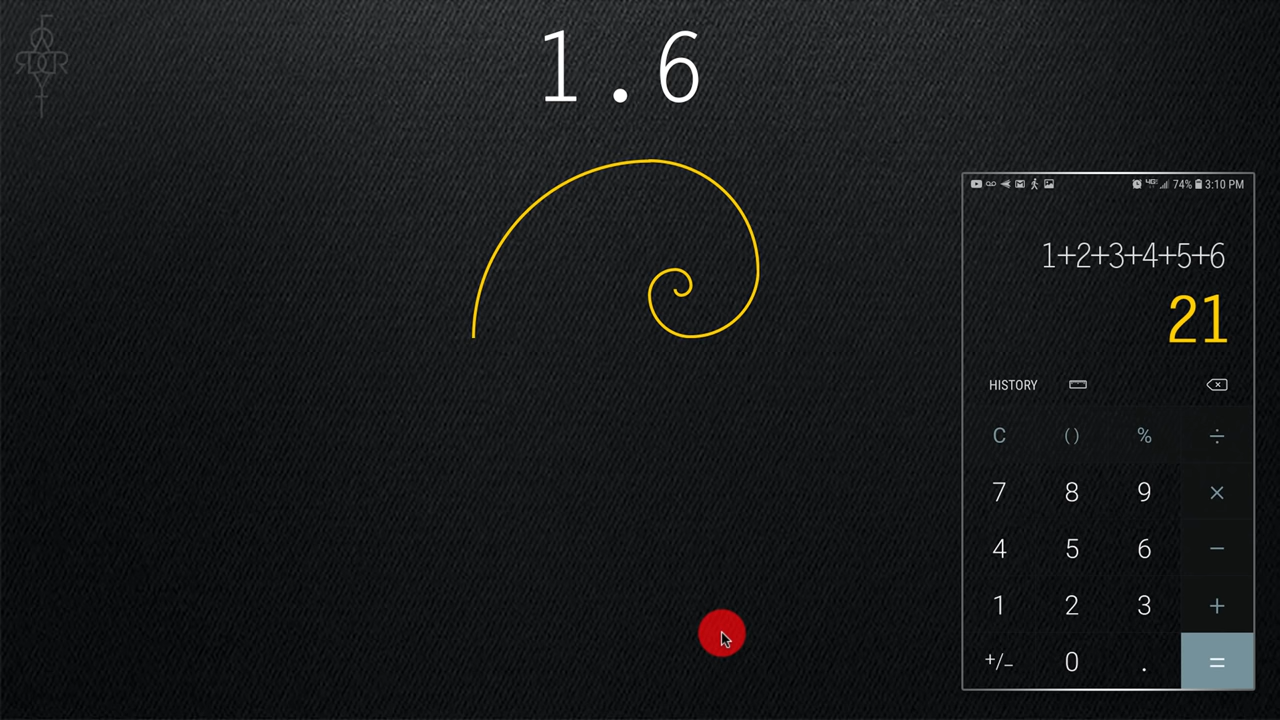 1.6
74% 3:10 PM
1+2+3+4+5+6
21
HISTORY
C () % ÷
7 8 9 ×
4 5 6 −
1 2 3 +
+/− 0 . =